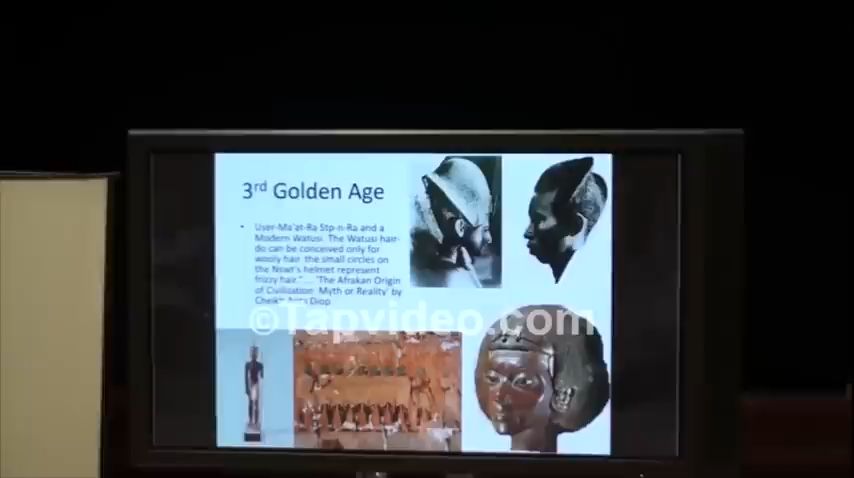 3rd Golden Age
• User-Ma'at-Ra Stp-n-Ra and a
Modern Watusi. The Watusi hair-
do can be conceived only for
wooly hair. the small circles on
the Nswt's helmet represent
frizzy hair."... 'The Afrakan Origin
of Civilization: Myth or Reality' by
Cheikh Anta Diop
©Tapvideo.com